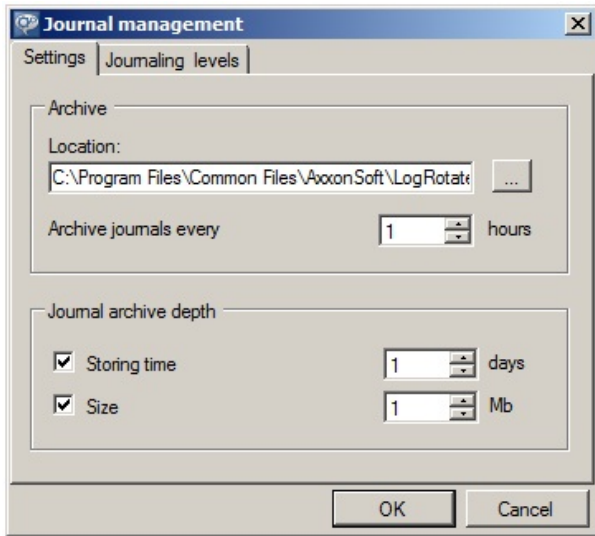 Journal management
Settings Journaling levels
Archive
Location:
C:\Program Files\Common Files\AxxonSoft\LogRotate ...
Archive journals every 1 hours
Journal archive depth
Storing time 1 days
Size 1 Mb
OK Cancel